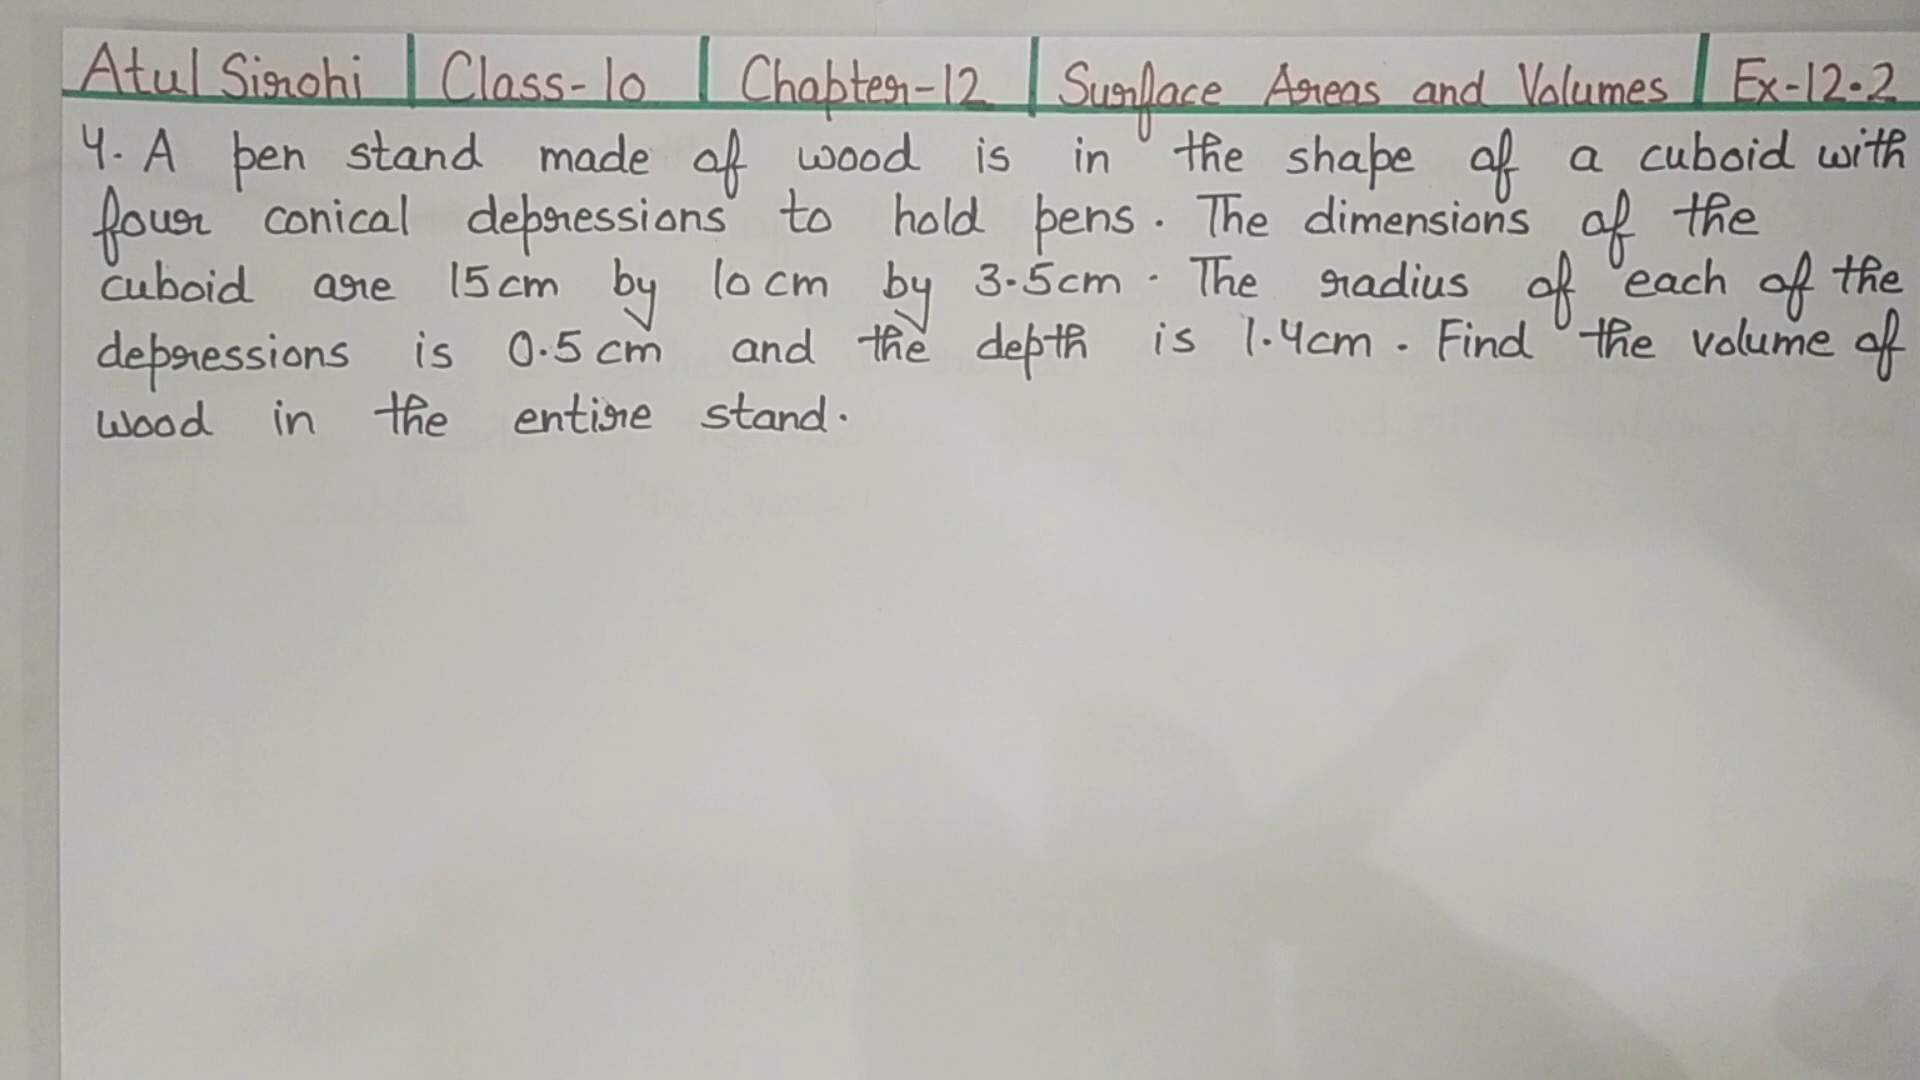 Atul Sirohi | Class-10 | Chapter-12 | Surface Areas and Volumes | Ex-12.2
4. A pen stand made of wood is in the shape of a cuboid with
four conical depressions to hold pens. The dimensions of the
cuboid are 15cm by 10cm by 3.5cm. The radius of each of the
depressions is 0.5cm and the depth is 1.4cm. Find the volume of
wood in the entire stand.